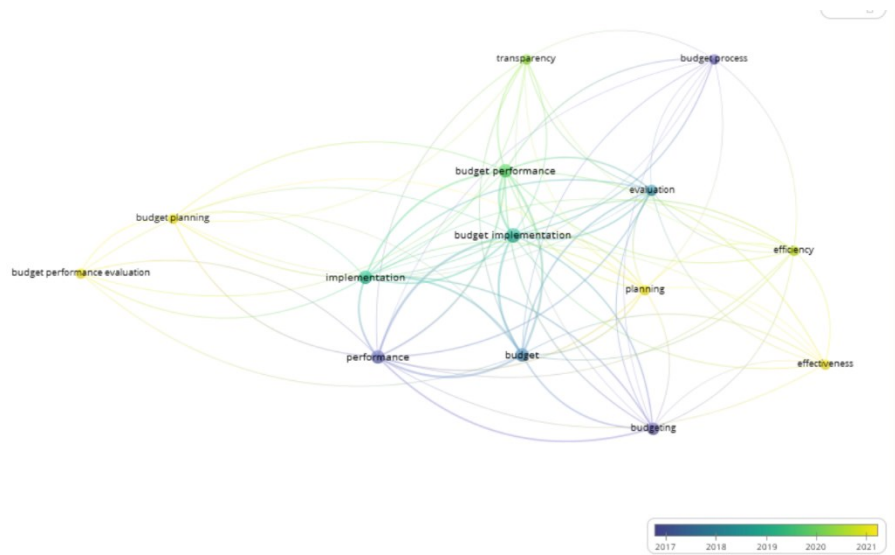 transparency
budget process
budget performance
evaluation
budget planning
budget implementation
efficiency
budget performance evaluation
implementation
planning
performance
budget
effectiveness
budgeting
2017 2018 2019 2020 2021